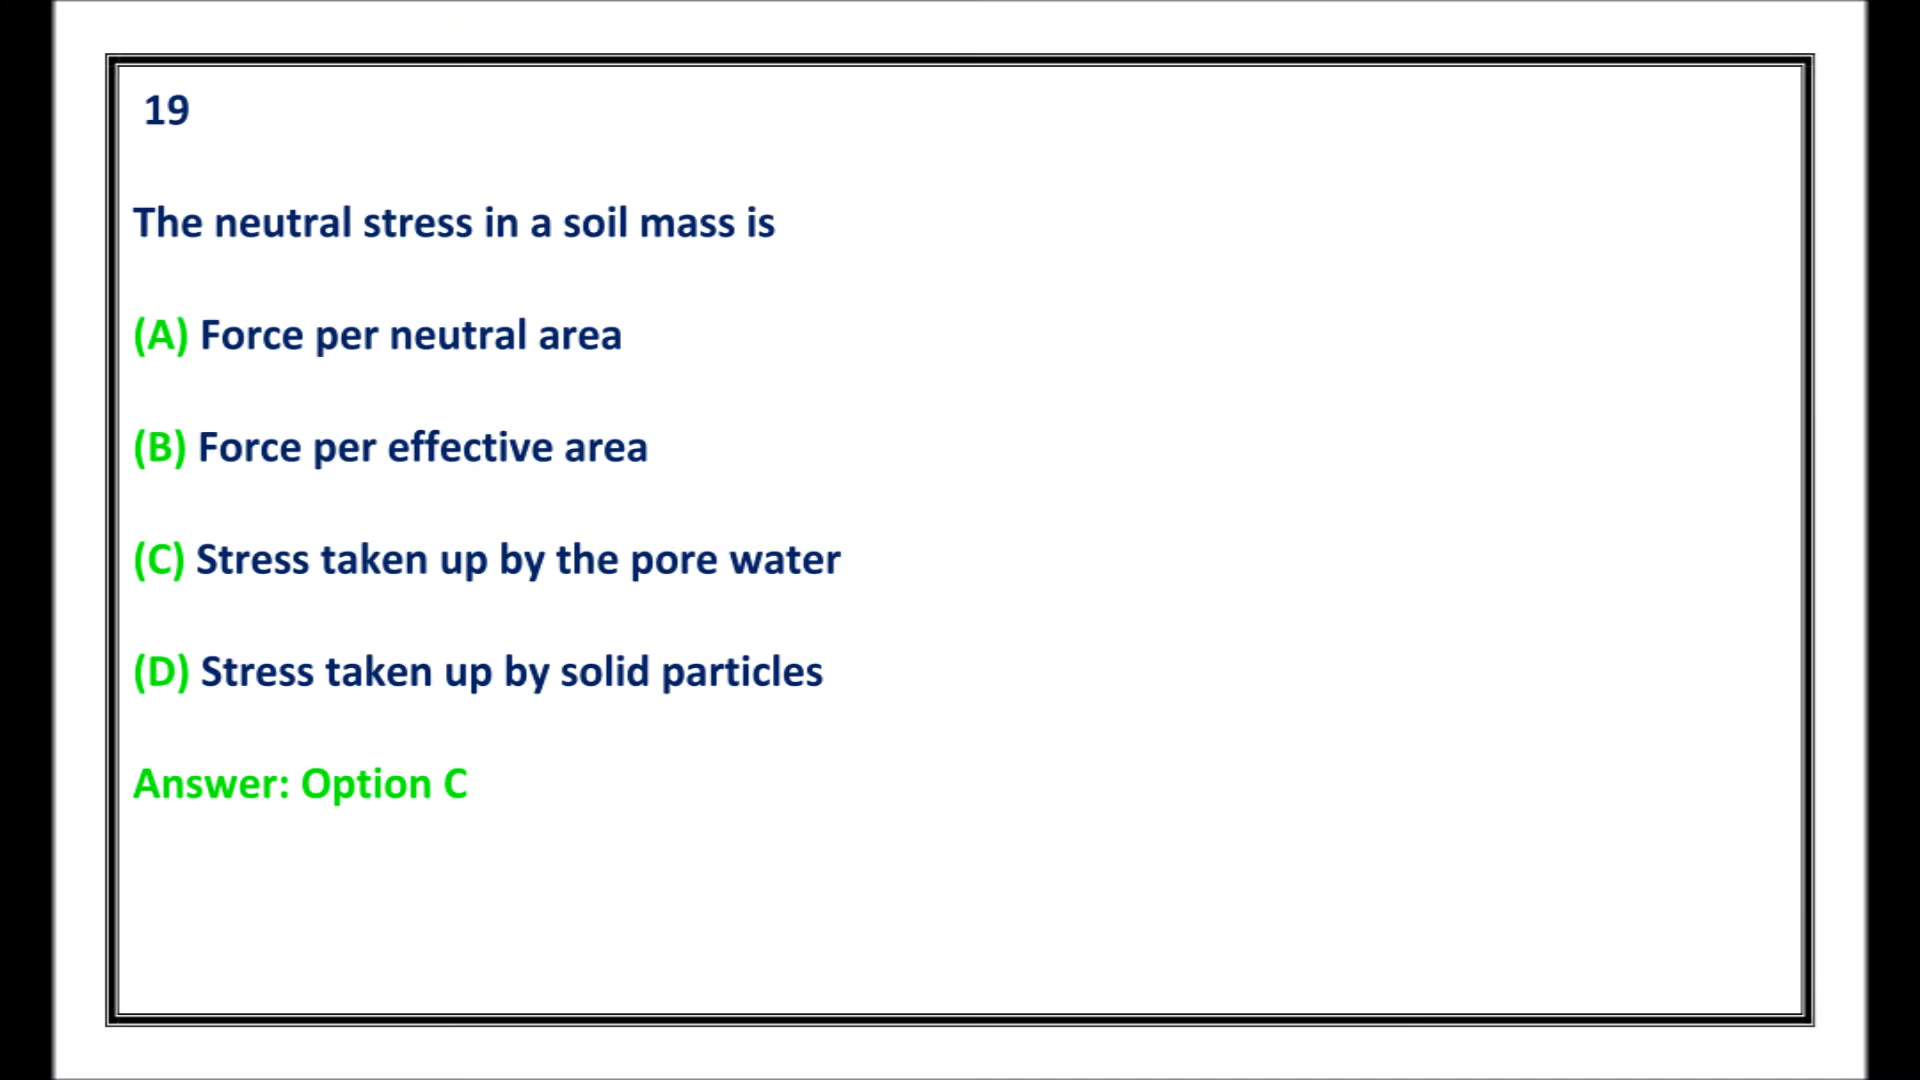 19
The neutral stress in a soil mass is
(A) Force per neutral area
(B) Force per effective area
(C) Stress taken up by the pore water
(D) Stress taken up by solid particles
Answer: Option C